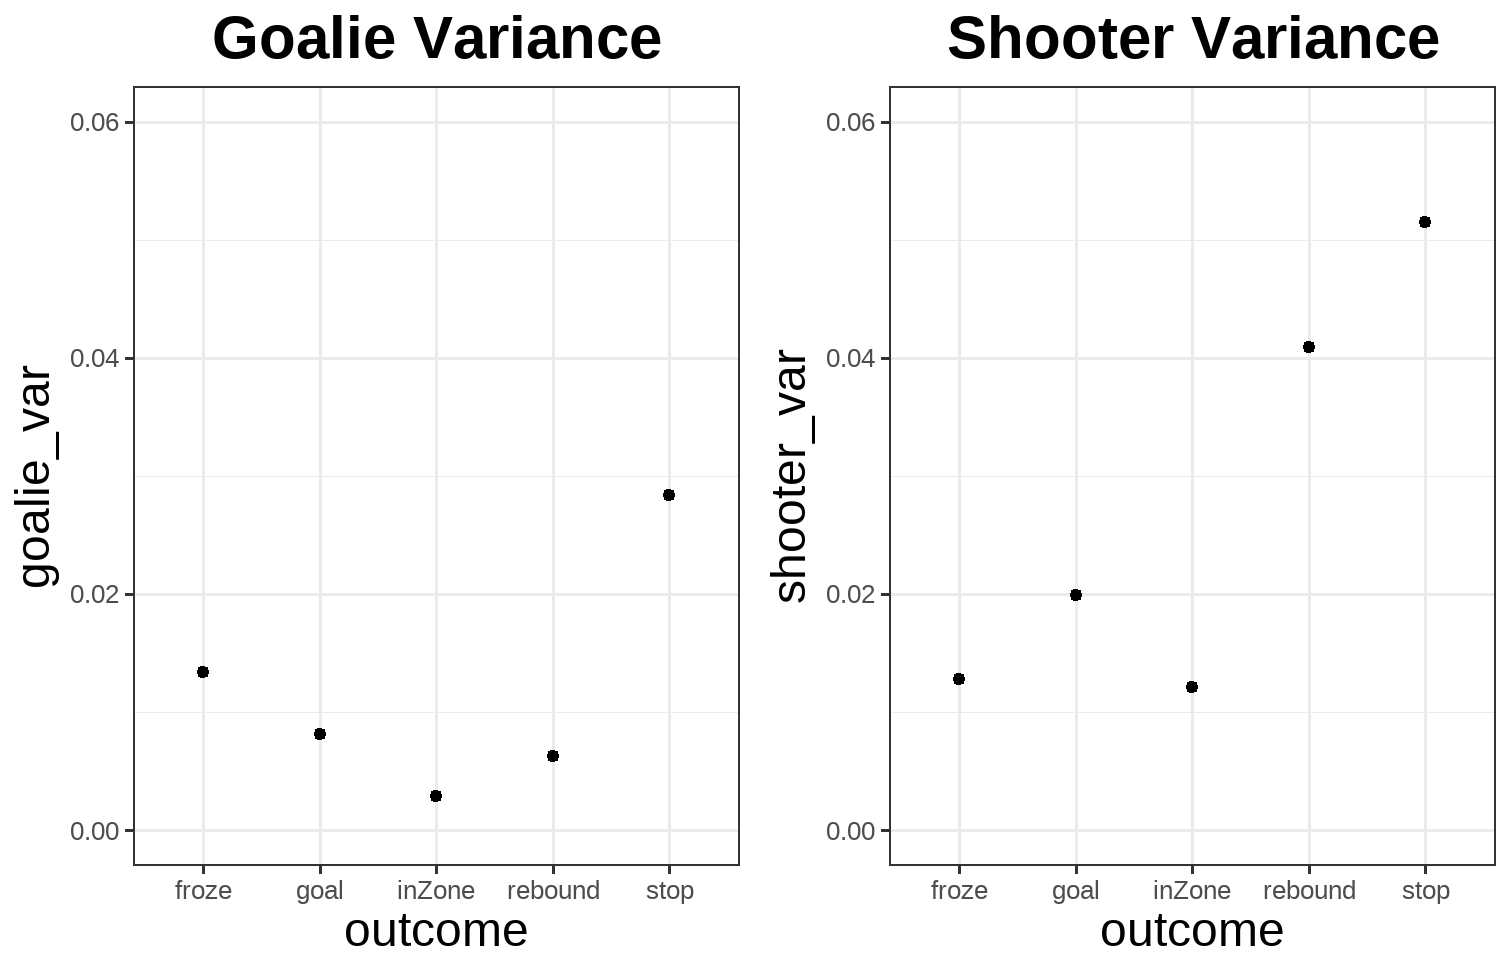 Goalie Variance
goalie_var
0.06
0.04
0.02
0.00
froze goal inZone rebound stop
outcome
Shooter Variance
shooter_var
0.06
0.04
0.02
0.00
froze goal inZone rebound stop
outcome